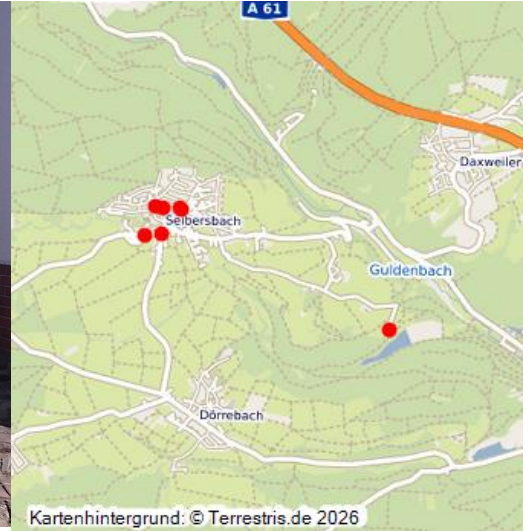 A 61
Daxweiler
Seibersbach
Guldenbach
Dörrebach
Kartenhintergrund: © Terrestris.de 2026